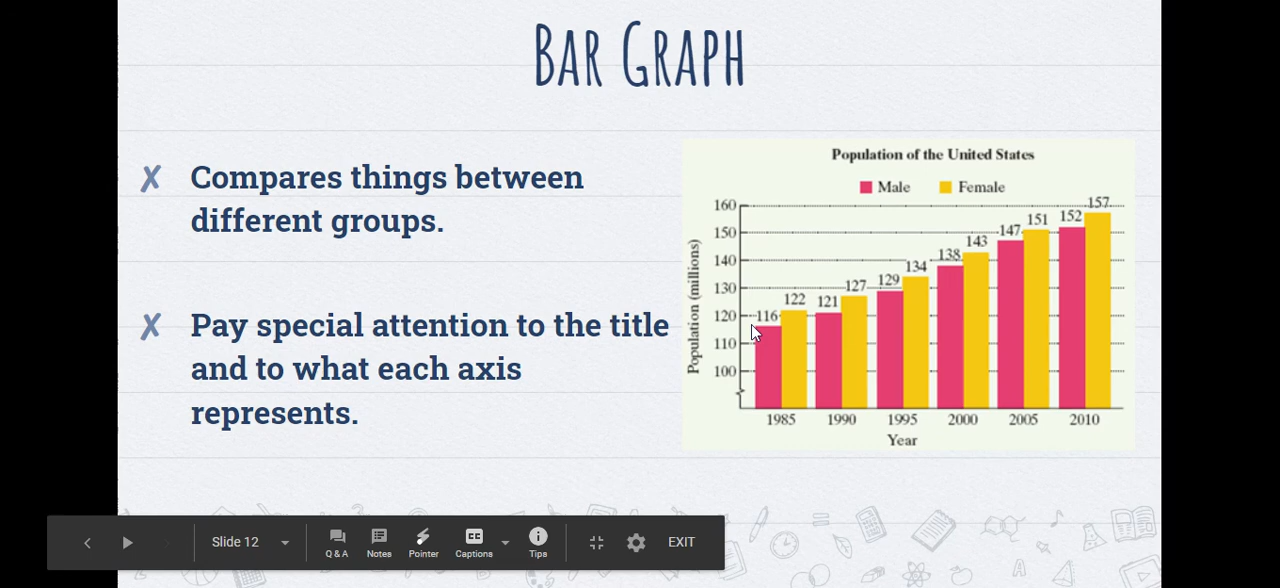 BAR GRAPH
✗ Compares things between
different groups.
✗ Pay special attention to the title
and to what each axis
represents.
Population of the United States
Male Female
Population (millions)
160
150
140
130
120
110
100
116 122 121 127 129 134 138 143 147 151 152 157
1985 1990 1995 2000 2005 2010
Year
Slide 12
Q & A Notes Pointer CC Captions Tips EXIT
A